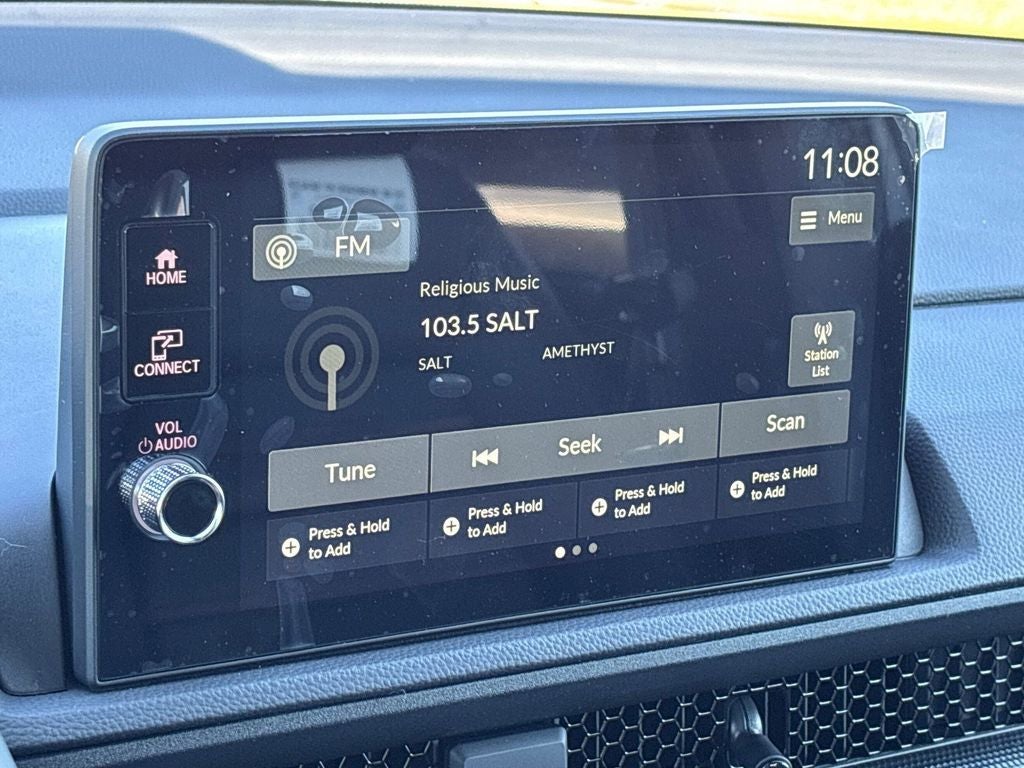 11:08
Menu
HOME
FM
CONNECT
Religious Music
103.5 SALT
SALT
AMETHYST
Station
List
VOL
AUDIO
Tune
Seek
Scan
Press & Hold
to Add
Press & Hold
to Add
Press & Hold
to Add
Press & Hold
to Add